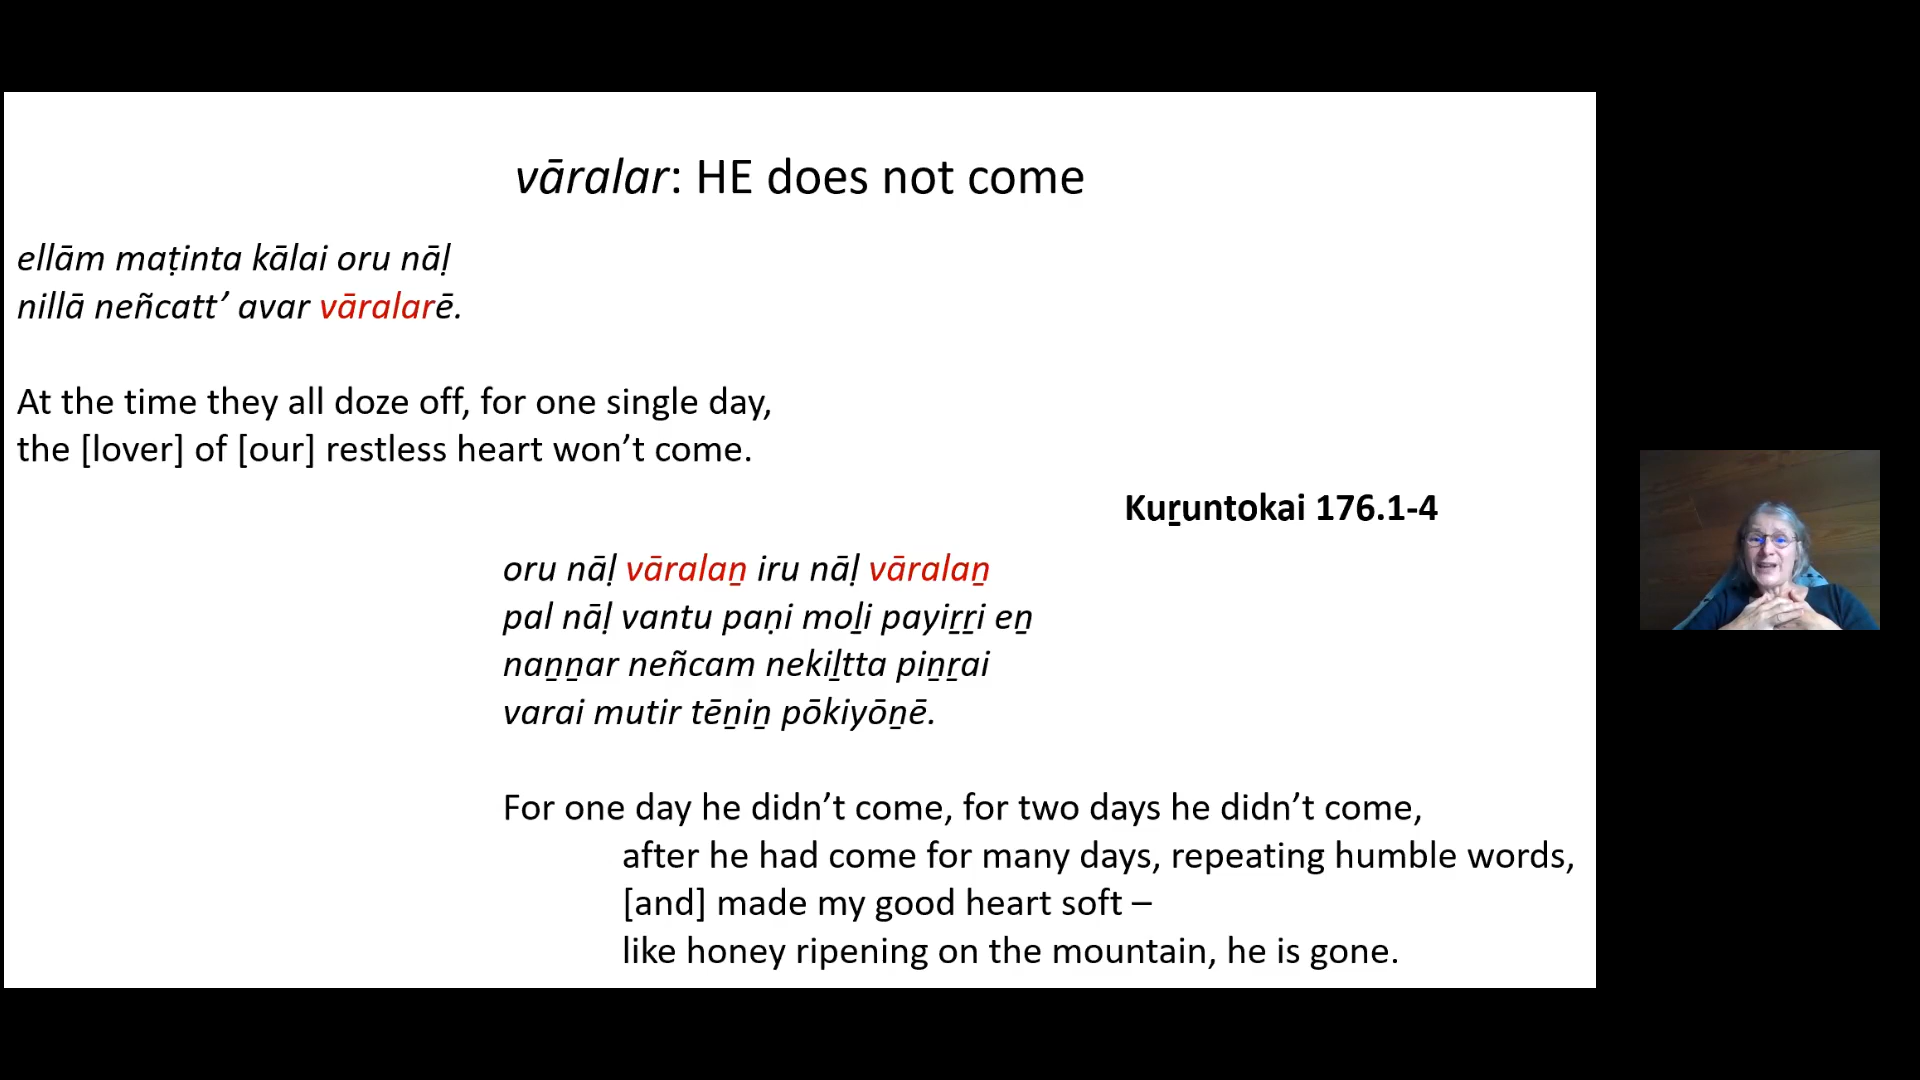 vāralar: HE does not come
ellām maṭinta kālai oru nāḷ
nillā neñcatt’ avar vāralarē.
At the time they all doze off, for one single day,
the [lover] of [our] restless heart won’t come.
Kuṟuntokai 176.1-4
oru nāḷ vāralaṉ iru nāḷ vāralaṉ
pal nāḷ vantu paṇi moḻi payiṟṟi eṉ
naṉṉar neñcam nekiḻtta piṉṟai
varai mutir tēṉiṉ pōkiyōṉē.
For one day he didn’t come, for two days he didn’t come,
after he had come for many days, repeating humble words,
[and] made my good heart soft –
like honey ripening on the mountain, he is gone.